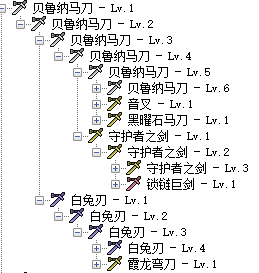 贝鲁纳马刀 - Lv.1
贝鲁纳马刀 - Lv.2
贝鲁纳马刀 - Lv.3
贝鲁纳马刀 - Lv.4
贝鲁纳马刀 - Lv.5
贝鲁纳马刀 - Lv.6
音叉 - Lv.1
黑曜石马刀 - Lv.1
守护者之剑 - Lv.1
守护者之剑 - Lv.2
守护者之剑 - Lv.3
锁链巨剑 - Lv.1
白兔刃 - Lv.1
白兔刃 - Lv.2
白兔刃 - Lv.3
白兔刃 - Lv.4
霞龙弯刀 - Lv.1